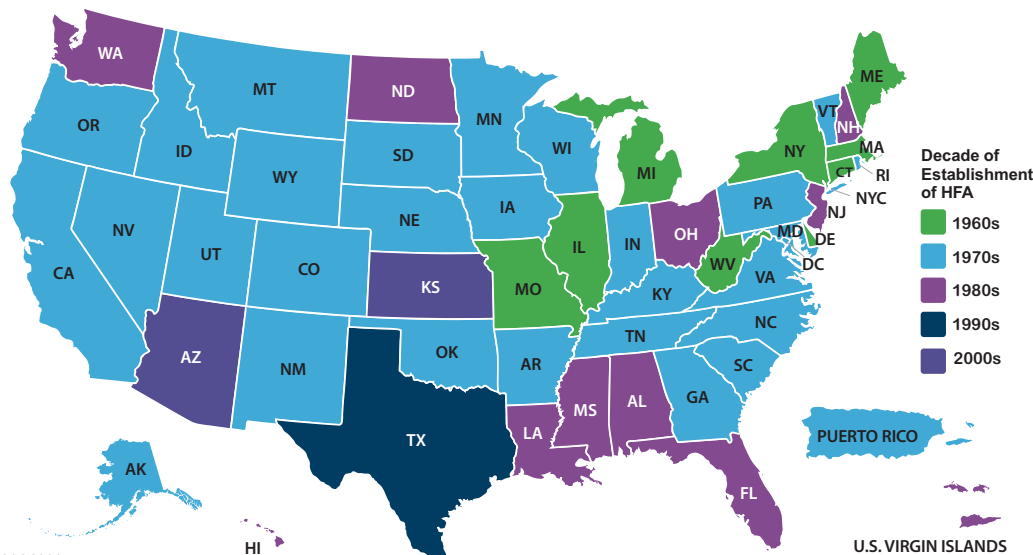 WA
MT
ND
MN
ME
VT
NH
OR
ID
SD
WI
NY
MA
WY
MI
CT
RI
Decade of
Establishment
of HFA
NYC
NE
IA
PA
NJ
1960s
NV
UT
CO
IL
IN
OH
MD
DE
1970s
CA
DC
WV
VA
KS
MO
KY
1980s
NC
1990s
AZ
NM
OK
AR
TN
SC
2000s
MS
AL
GA
TX
LA
PUERTO RICO
AK
FL
HI
U.S. VIRGIN ISLANDS